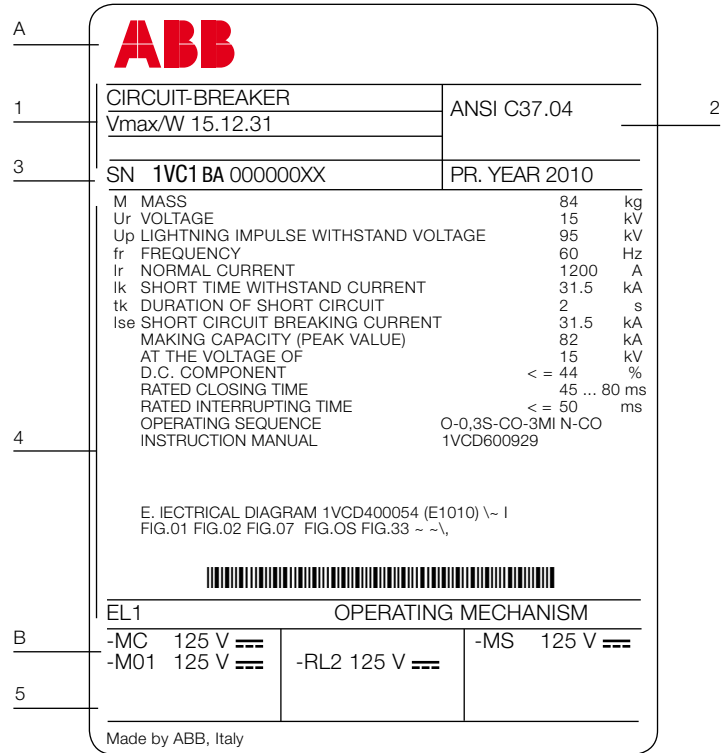 A
ABB
1
CIRCUIT-BREAKER
Vmax/W 15.12.31
ANSI C37.04
2
3
SN 1VC1 BA 000000XX
PR. YEAR 2010
M MASS 84 kg
Ur VOLTAGE 15 kV
Up LIGHTNING IMPULSE WITHSTAND VOLTAGE 95 kV
fr FREQUENCY 60 Hz
Ir NORMAL CURRENT 1200 A
Ik SHORT TIME WITHSTAND CURRENT 31.5 kA
tk DURATION OF SHORT CIRCUIT 2 s
Ise SHORT CIRCUIT BREAKING CURRENT 31.5 kA
MAKING CAPACITY (PEAK VALUE) 82 kA
AT THE VOLTAGE OF 15 kV
D.C. COMPONENT < = 44 %
RATED CLOSING TIME 45 ... 80 ms
RATED INTERRUPTING TIME < = 50 ms
OPERATING SEQUENCE O-0,3S-CO-3MI N-CO
INSTRUCTION MANUAL 1VCD600929
4
E. IECTRICAL DIAGRAM 1VCD400054 (E1010) \~ I
FIG.01 FIG.02 FIG.07 FIG.OS FIG.33 ~ ~\,
EL1 OPERATING MECHANISM
B
-MC 125 V
-M01 125 V
-RL2 125 V
-MS 125 V
5
Made by ABB, Italy